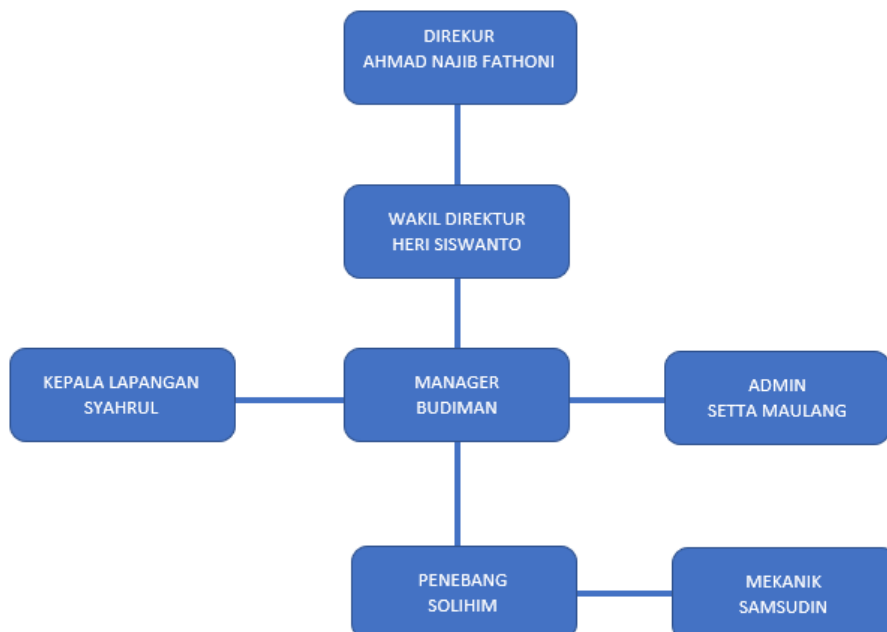 DIREKUR
AHMAD NAJIB FATHONI
WAKIL DIREKTUR
HERI SISWANTO
KEPALA LAPANGAN
SYAHRUL
MANAGER
BUDIMAN
ADMIN
SETTA MAULANG
PENEBANG
SOLIHIM
MEKANIK
SAMSUDIN